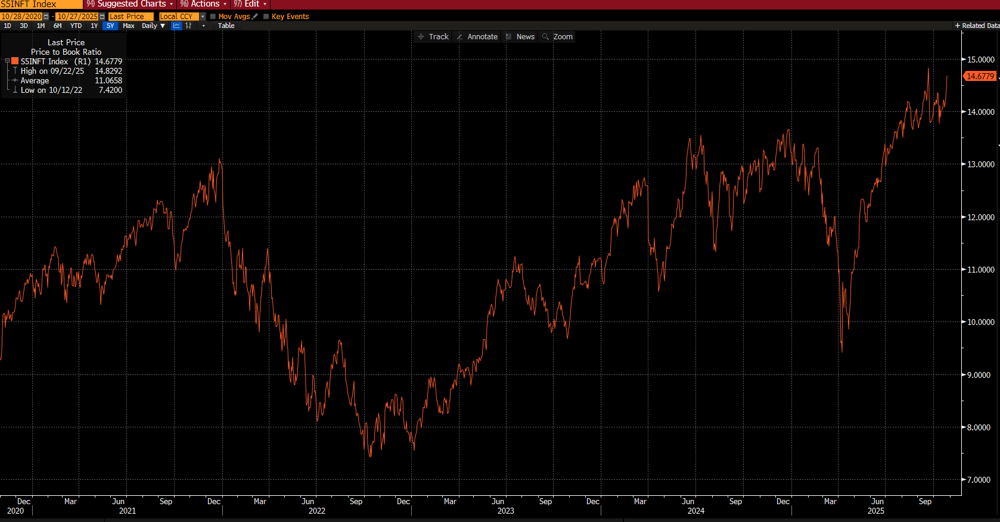 S5INFT Index 94) Suggested Charts 96) Actions 97) Edit
10/28/2020 - 10/27/2025 Last Price Local CCY Mov Avgs Key Events
1D 3D 1M 6M YTD 1Y 5Y Max Daily ▼ Table + Related Data
Track Annotate News Zoom
Last Price
Price to Book Ratio
S5INFT Index (R1) 14.6779
High on 09/22/25 14.8292
Average 11.0658
Low on 10/12/22 7.4200
15.0000
14.6779
14.0000
13.0000
12.0000
11.0000
10.0000
9.0000
8.0000
7.0000
Dec Mar Jun Sep Dec Mar Jun Sep Dec Mar Jun Sep Dec Mar Jun Sep Dec Mar Jun Sep
2020 2021 2022 2023 2024 2025